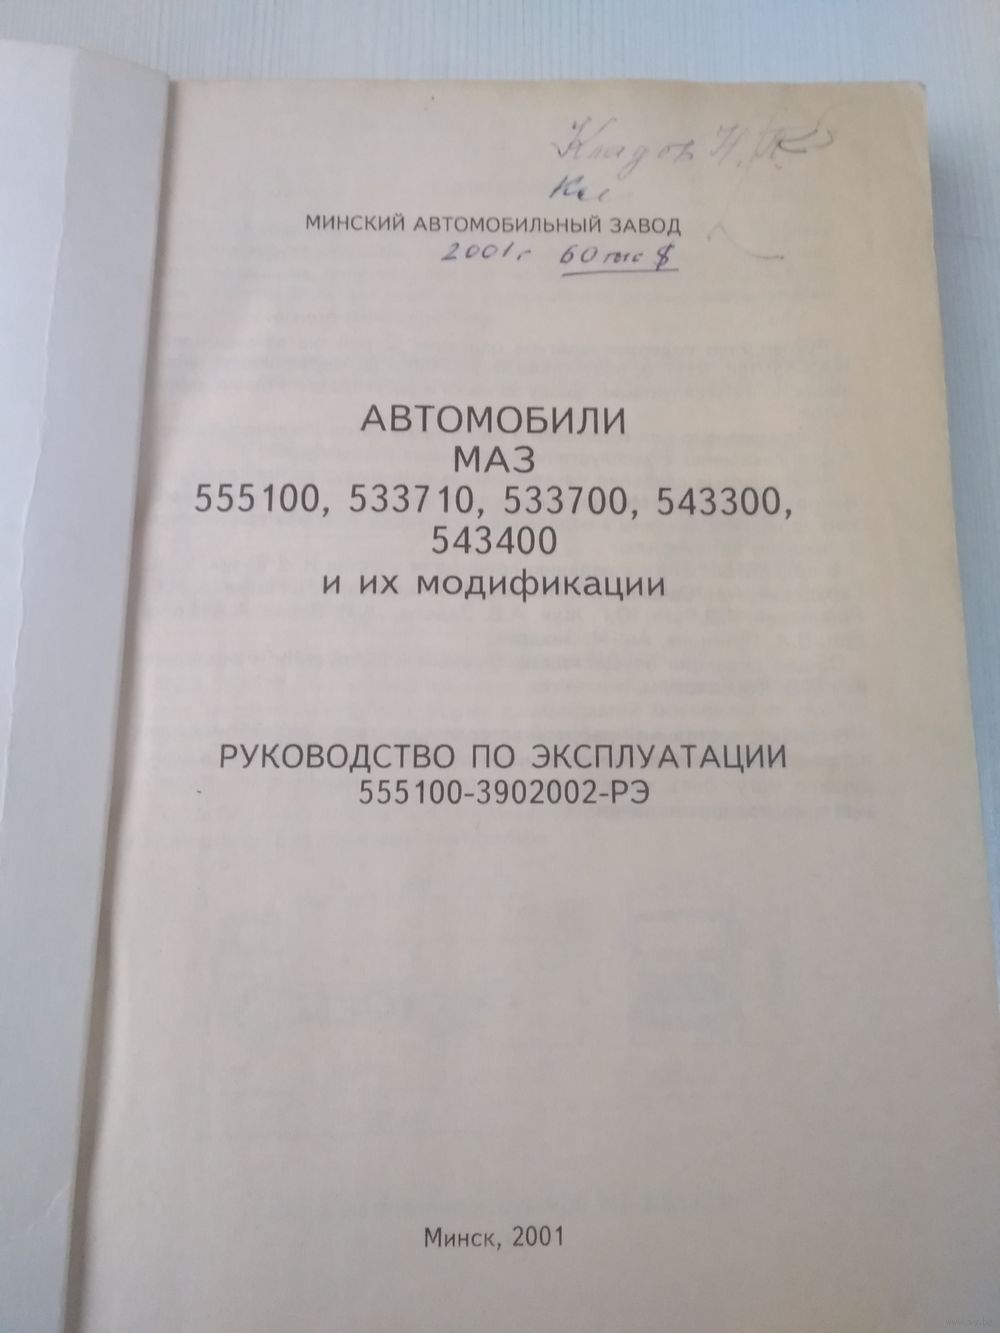 Кладов Н.
Кл
МИНСКИЙ АВТОМОБИЛЬНЫЙ ЗАВОД
2001г 60 тыс $
АВТОМОБИЛИ
МАЗ
555100, 533710, 533700, 543300,
543400
и их модификации
РУКОВОДСТВО ПО ЭКСПЛУАТАЦИИ
555100-3902002-РЭ
Минск, 2001